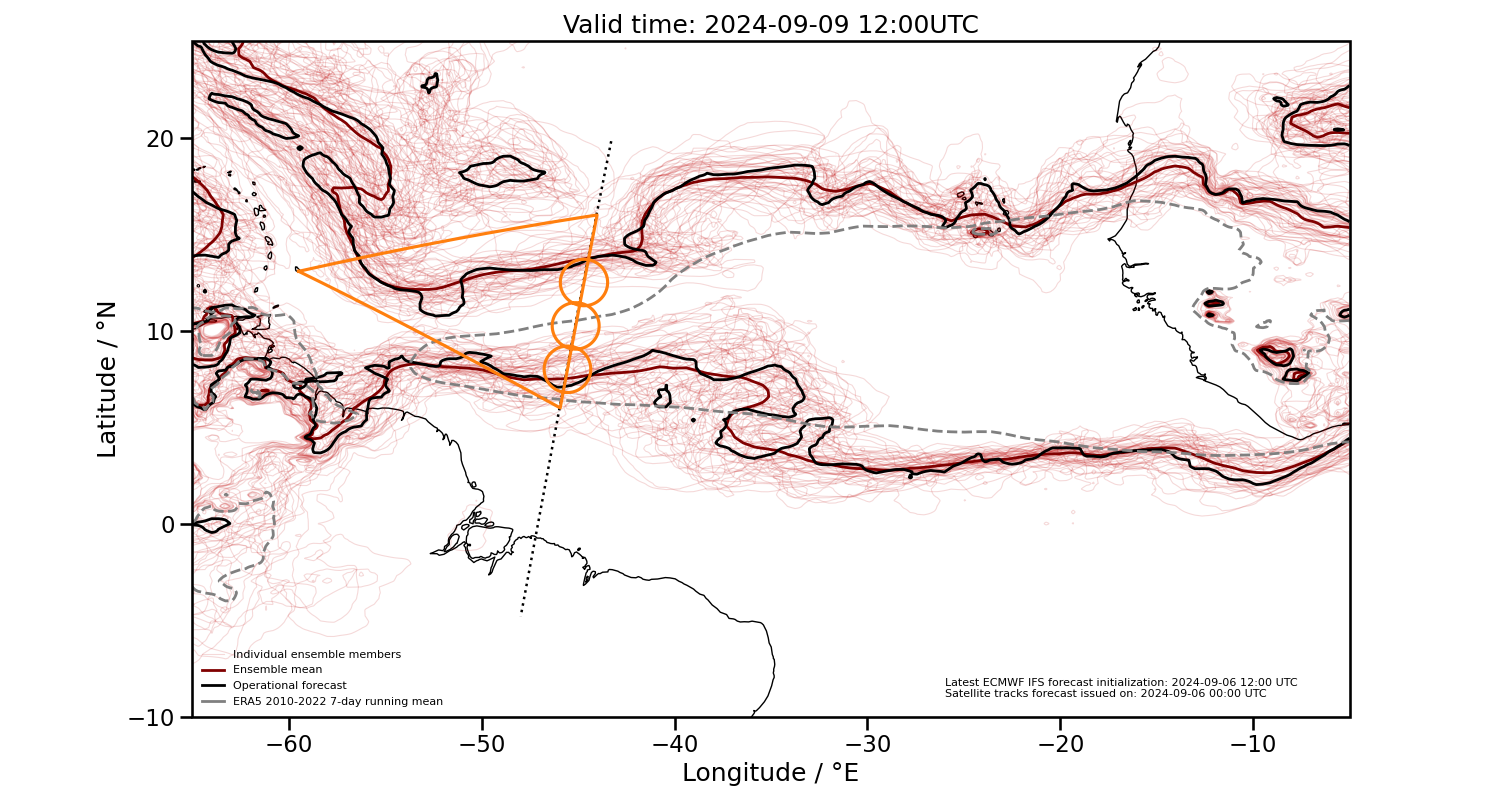 Valid time: 2024-09-09 12:00UTC
Latitude / °N
20
10
0
−10
Individual ensemble members
Ensemble mean
Operational forecast
ERA5 2010-2022 7-day running mean
Latest ECMWF IFS forecast initialization: 2024-09-06 12:00 UTC
Satellite tracks forecast issued on: 2024-09-06 00:00 UTC
−60
−50
−40
−30
−20
−10
Longitude / °E